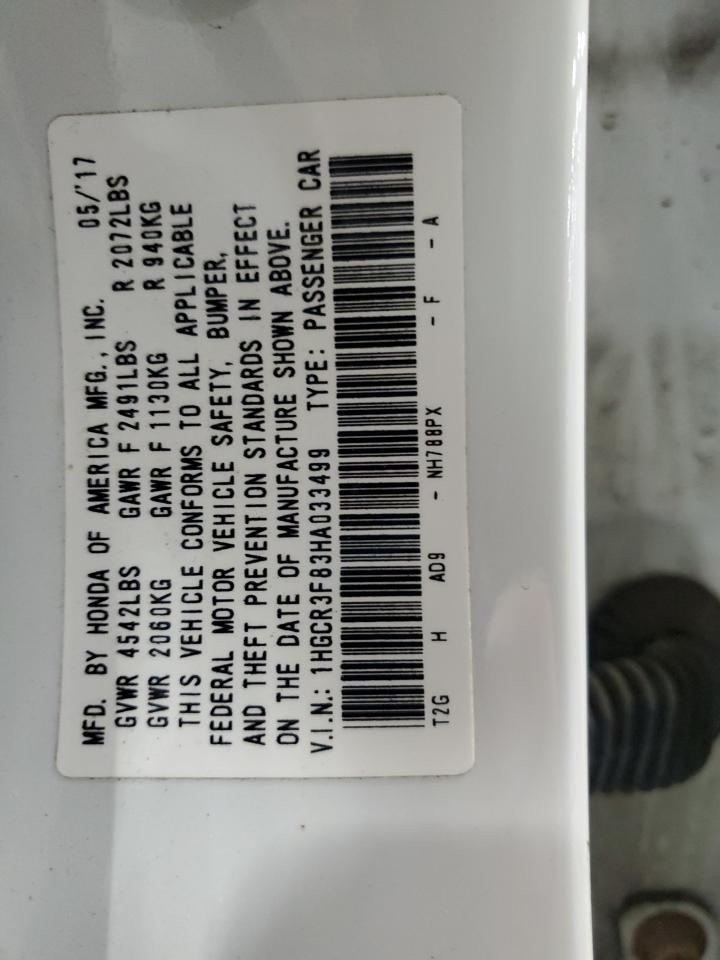 MFD. BY HONDA OF AMERICA MFG., INC. 05/'17
GVWR 4542LBS GAWR F 2491LBS R 2072LBS
GVWR 2060KG GAWR F 1130KG R 940KG
THIS VEHICLE CONFORMS TO ALL APPLICABLE
FEDERAL MOTOR VEHICLE SAFETY, BUMPER,
AND THEFT PREVENTION STANDARDS IN EFFECT
ON THE DATE OF MANUFACTURE SHOWN ABOVE.
V.I.N.: 1HGCR3F83HA033499 TYPE: PASSENGER CAR
T2G H AD9 - NH788PX - F - A